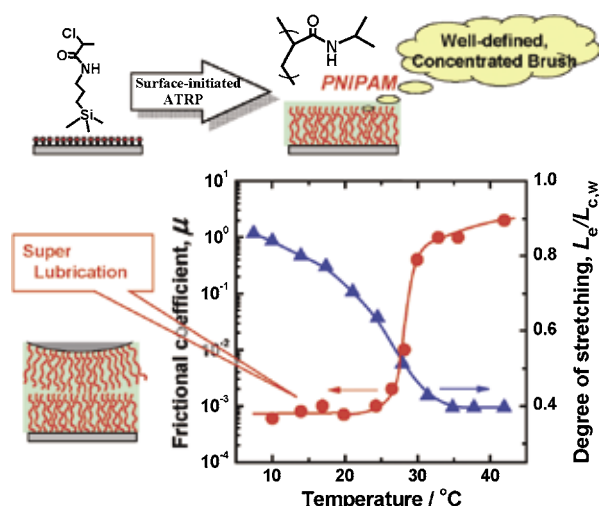 Cl
O
NH
Si
Surface-initiated
ATRP
O
N
H
PNIPAM
Well-defined,
Concentrated Brush
Super
Lubrication
Frictional coefficient, μ
10¹
10⁰
10⁻¹
10⁻²
10⁻³
10⁻⁴
10 20 30 40
Temperature / °C
1.0
0.8
0.6
0.4
Degree of stretching, Lₑ/L_c,w